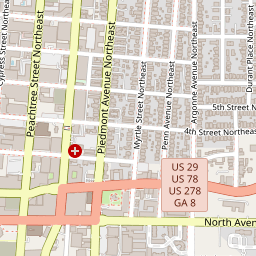 Cypress Street Northeast
Peachtree Street Northeast
Piedmont Avenue Northeast
Myrtle Street Northeast
Penn Avenue Northeast
Argonne Avenue Northeast
Durant Place Northeast
5th Street Northeast
4th Street Northeast
US 29
US 78
US 278
GA 8
North Avenue